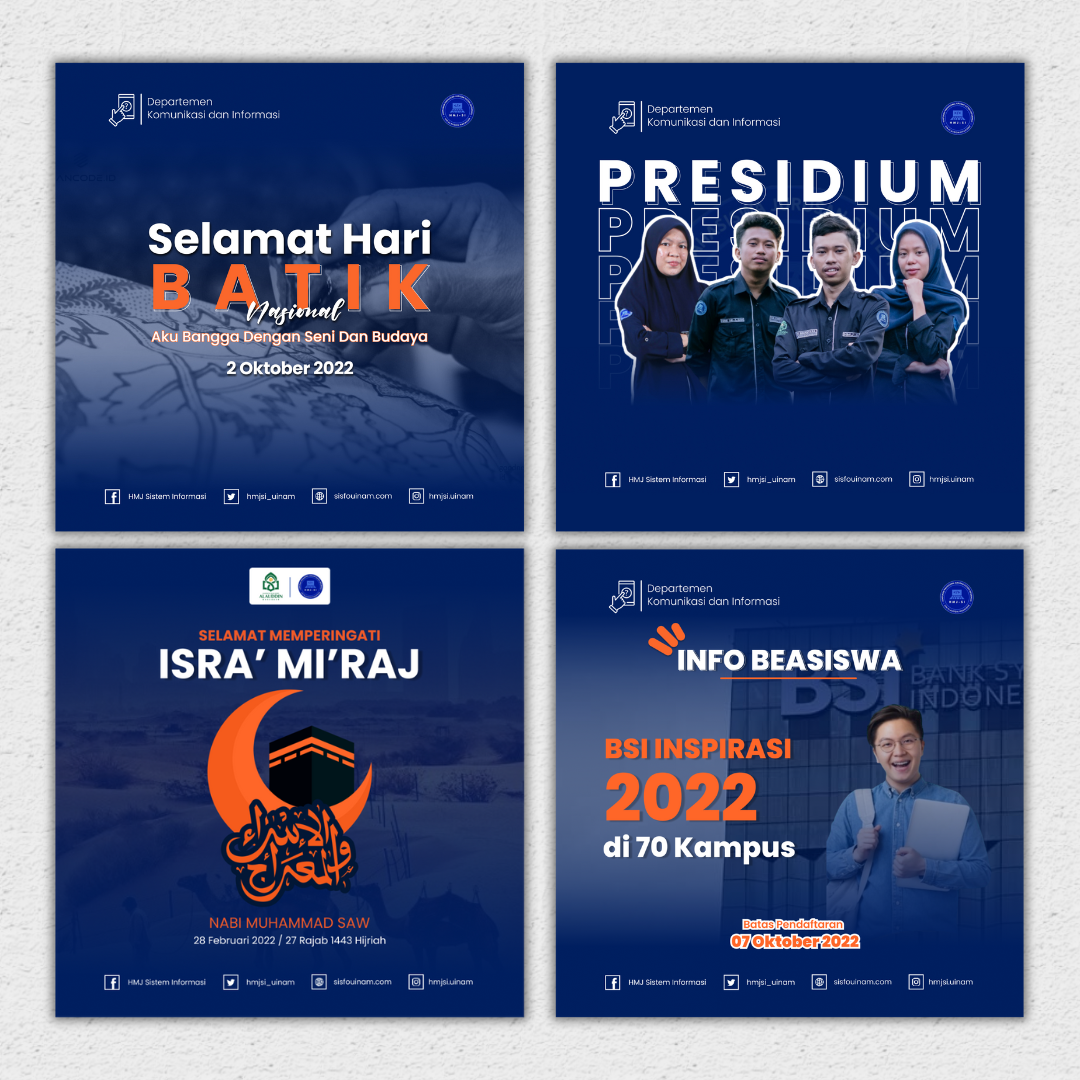 Departemen
Komunikasi dan Informasi
Selamat Hari
BATIK
Nasional
Aku Bangga Dengan Seni Dan Budaya
2 Oktober 2022
HMJ Sistem Informasi
hmjsi_uinam
sisfouinam.com
hmjsi.uinam
Departemen
Komunikasi dan Informasi
HMJ-SI
PRESIDIUM
PRESIDIUM
PRESIDIUM
PRESIDIUM
HMJ Sistem Informasi
hmjsi_uinam
sisfouinam.com
hmjsi.uinam
ALAUDDIN
SELAMAT MEMPERINGATI
ISRA’ MI’RAJ
الإسراء
والمعراج
NABI MUHAMMAD SAW
28 Februari 2022 / 27 Rajab 1443 Hijriah
HMJ Sistem Informasi
hmjsi_uinam
sisfouinam.com
hmjsi.uinam
Departemen
Komunikasi dan Informasi
HMJ-SI
INFO BEASISWA
BSI BANK SY
INDONE
BSI INSPIRASI
2022
di 70 Kampus
Batas Pendaftaran
07 Oktober 2022
HMJ Sistem Informasi
hmjsi_uinam
sisfouinam.com
hmjsi.uinam